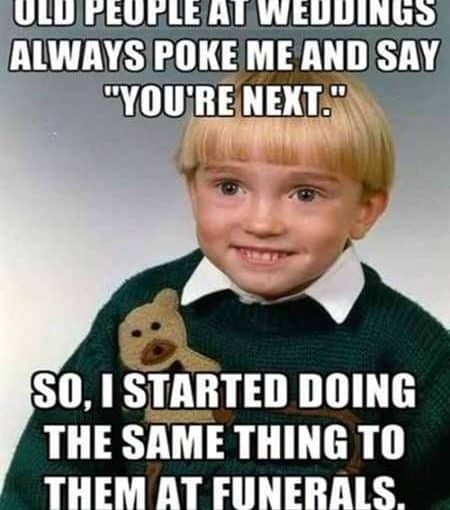 OLD PEOPLE AT WEDDINGS
ALWAYS POKE ME AND SAY
"YOU'RE NEXT."
SO, I STARTED DOING
THE SAME THING TO
THEM AT FUNERALS.